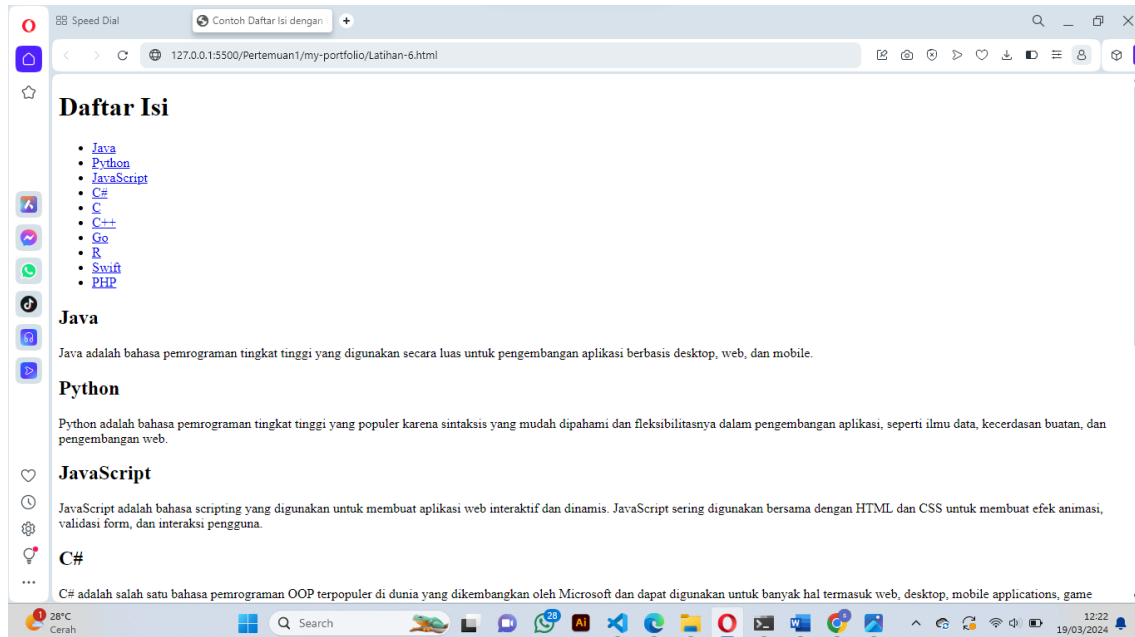 Speed Dial
Contoh Daftar Isi dengan
127.0.0.1:5500/Pertemuan1/my-portfolio/Latihan-6.html
Daftar Isi
Java
Python
JavaScript
C#
C
C++
Go
R
Swift
PHP
Java
Java adalah bahasa pemrograman tingkat tinggi yang digunakan secara luas untuk pengembangan aplikasi berbasis desktop, web, dan mobile.
Python
Python adalah bahasa pemrograman tingkat tinggi yang populer karena sintaksis yang mudah dipahami dan fleksibilitasnya dalam pengembangan aplikasi, seperti ilmu data, kecerdasan buatan, dan
pengembangan web.
JavaScript
JavaScript adalah bahasa scripting yang digunakan untuk membuat aplikasi web interaktif dan dinamis. JavaScript sering digunakan bersama dengan HTML dan CSS untuk membuat efek animasi,
validasi form, dan interaksi pengguna.
C#
C# adalah salah satu bahasa pemrograman OOP terpopuler di dunia yang dikembangkan oleh Microsoft dan dapat digunakan untuk banyak hal termasuk web, desktop, mobile applications, game
1
28°C
Cerah
Search
28
Ai
12:22
19/03/2024